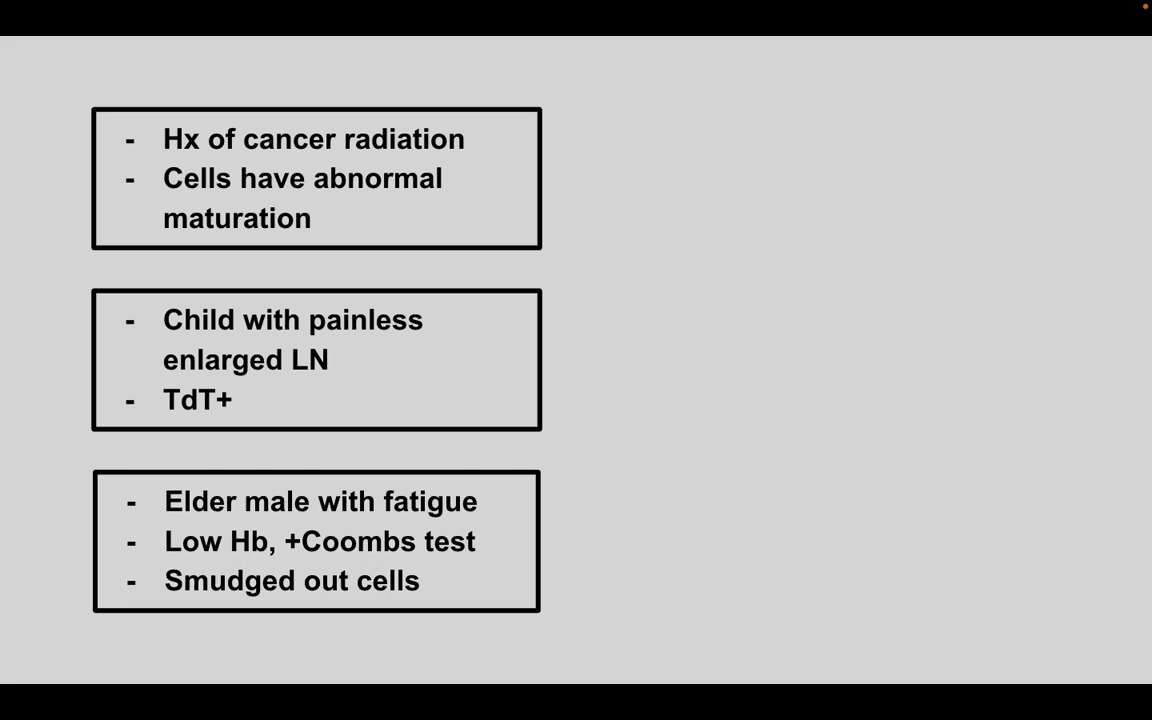 - Hx of cancer radiation
- Cells have abnormal
maturation
- Child with painless
enlarged LN
- TdT+
- Elder male with fatigue
- Low Hb, +Coombs test
- Smudged out cells